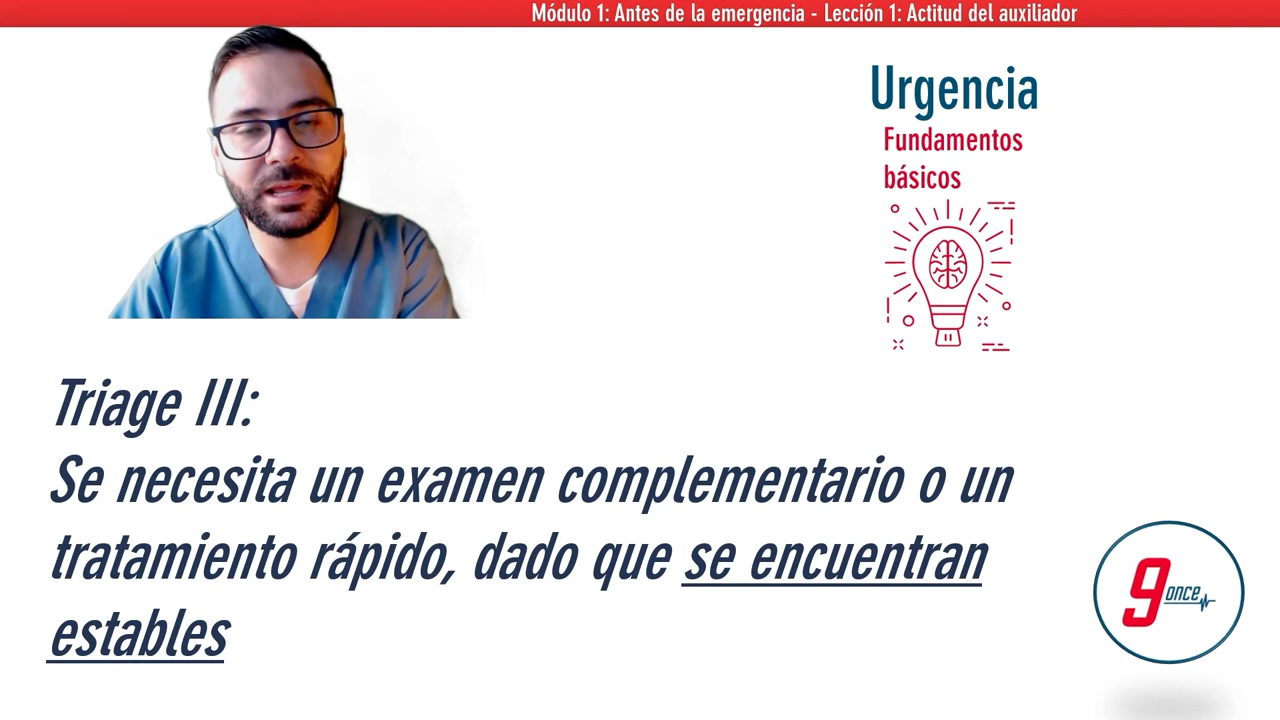 Módulo 1: Antes de la emergencia - Lección 1: Actitud del auxiliador
Urgencia
Fundamentos
básicos
Triage III:
Se necesita un examen complementario o un
tratamiento rápido, dado que se encuentran
estables
9once